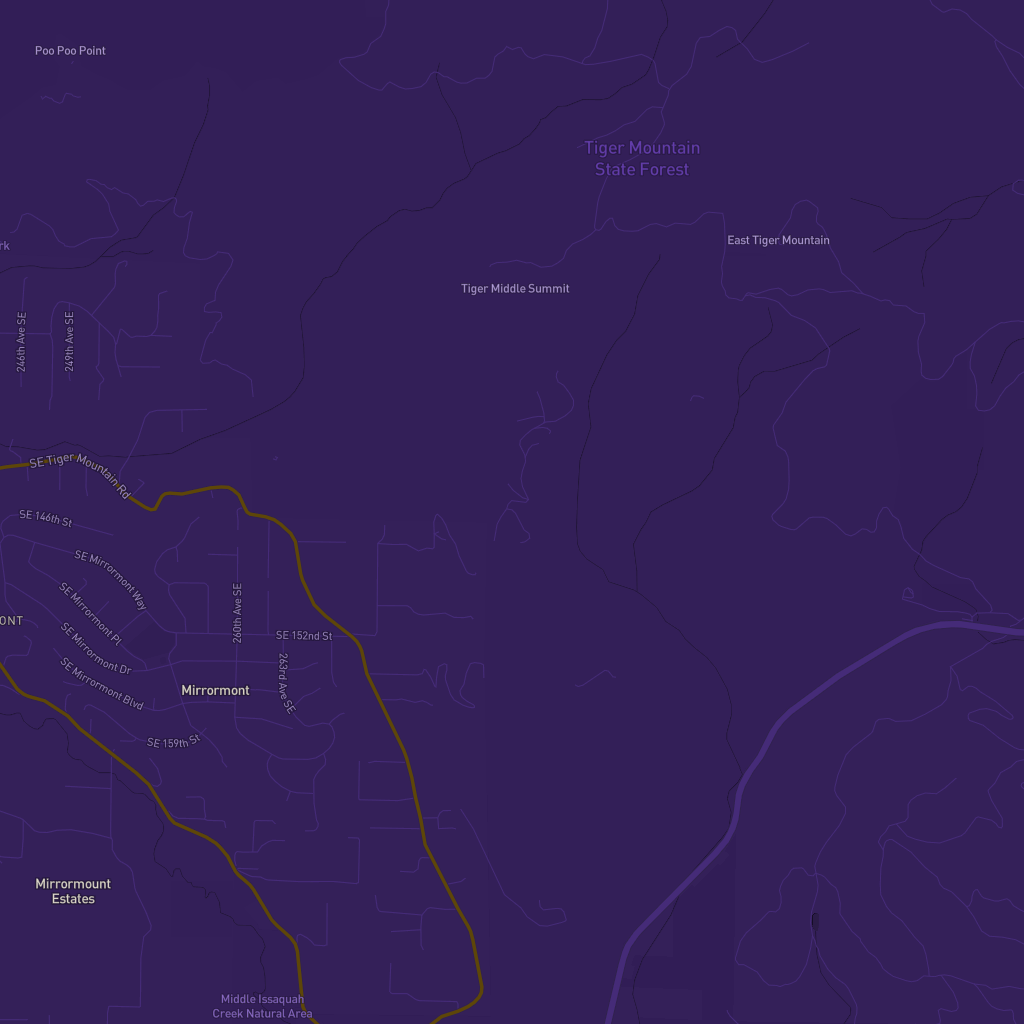 Poo Poo Point
Tiger Mountain
State Forest
rk
East Tiger Mountain
Tiger Middle Summit
246th Ave SE
249th Ave SE
SE Tiger Mountain Rd
SE 146th St
SE Mirrormont Way
SE Mirrormont Pl
260th Ave SE
ONT
SE Mirrormont Dr
SE 152nd St
SE Mirrormont Blvd
263rd Ave SE
Mirrormont
SE 159th St
Mirrormount
Estates
Middle Issaquah
Creek Natural Area